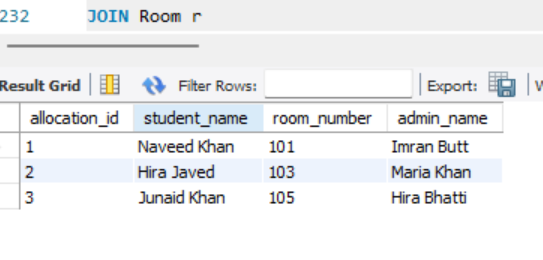 232 JOIN Room r
Result Grid Filter Rows: Export:
allocation_id student_name room_number admin_name
1 Naveed Khan 101 Imran Butt
2 Hira Javed 103 Maria Khan
3 Junaid Khan 105 Hira Bhatti